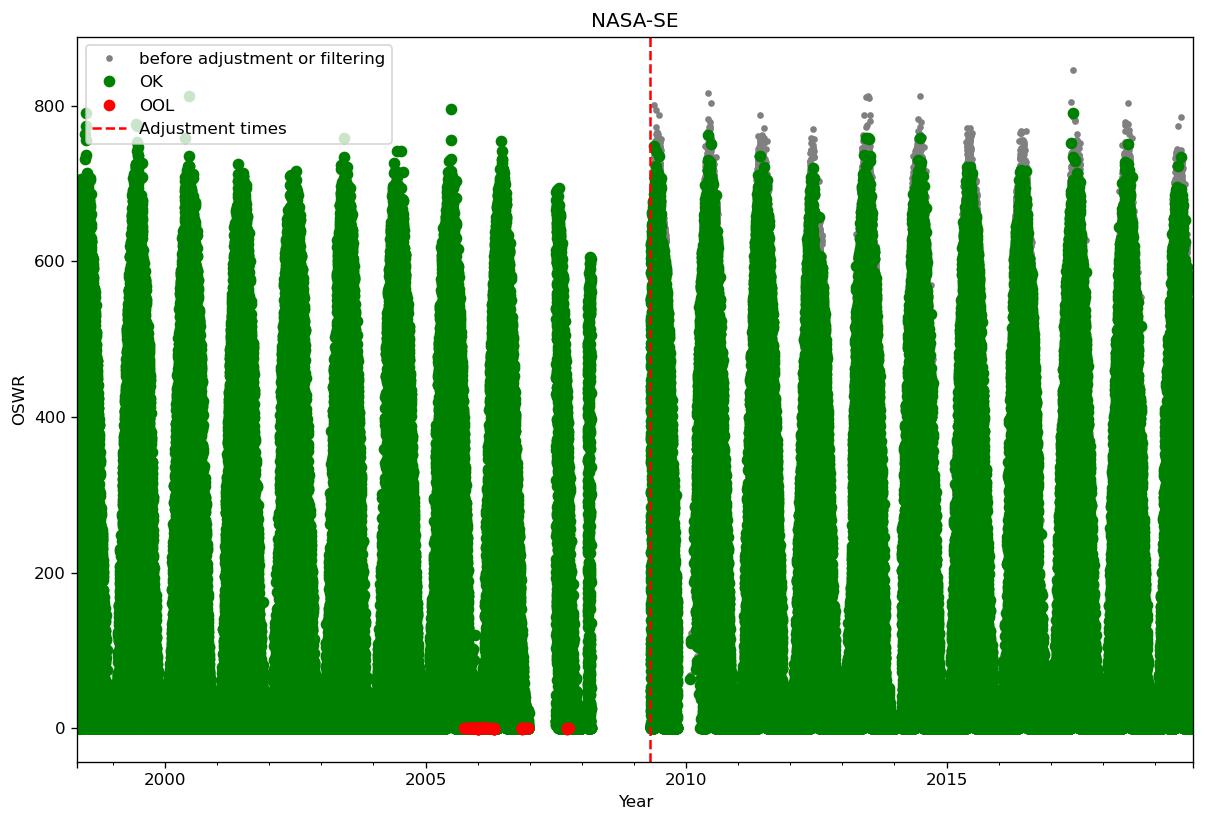 NASA-SE
before adjustment or filtering
OK
OOL
Adjustment times
OSWR
800
600
400
200
0
2000
2005
2010
2015
Year